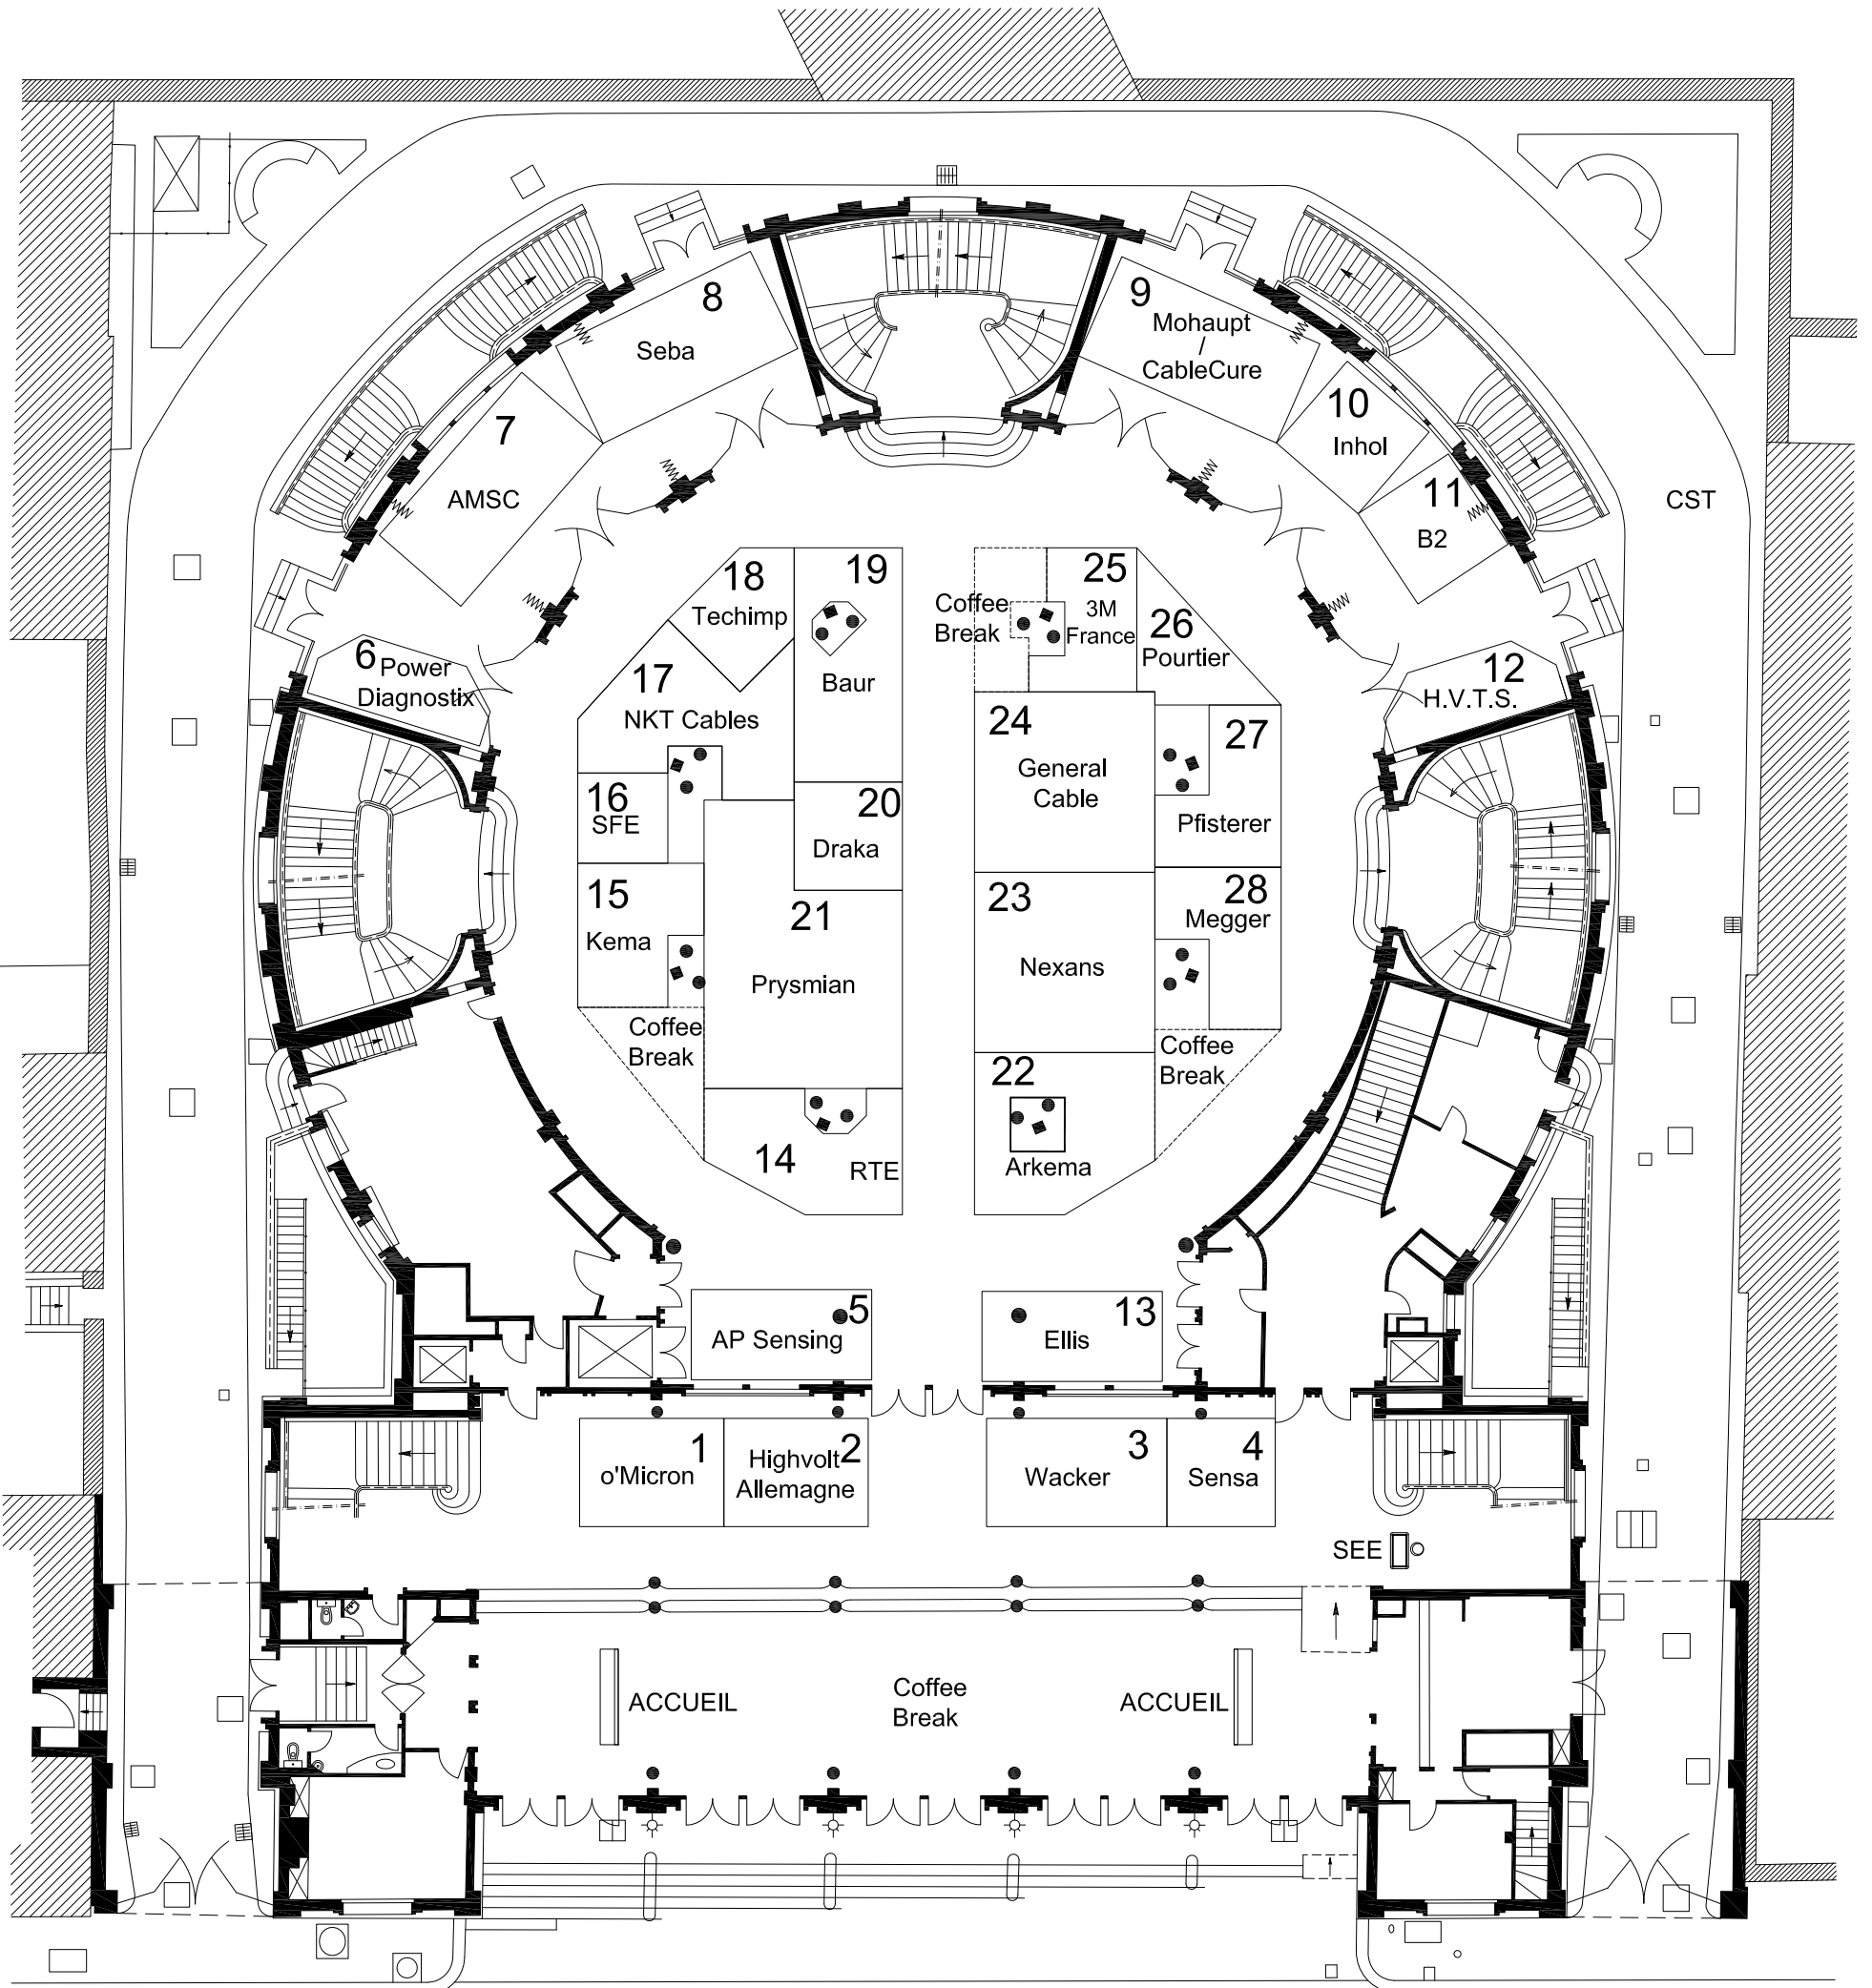 8
Seba
9
Mohaupt
/
CableCure
7
AMSC
10
Inhol
11
B2
CST
6
Power
Diagnostix
18
Techimp
19
Baur
17
NKT Cables
16
SFE
20
Draka
15
Kema
21
Prysmian
Coffee
Break
14
RTE
Coffee
Break
25
3M
France
26
Pourtier
12
H.V.T.S.
24
General
Cable
27
Pfisterer
23
Nexans
28
Megger
Coffee
Break
22
Arkema
5
AP Sensing
13
Ellis
1
o'Micron
2
Highvolt
Allemagne
3
Wacker
4
Sensa
SEE
ACCUEIL
Coffee
Break
ACCUEIL